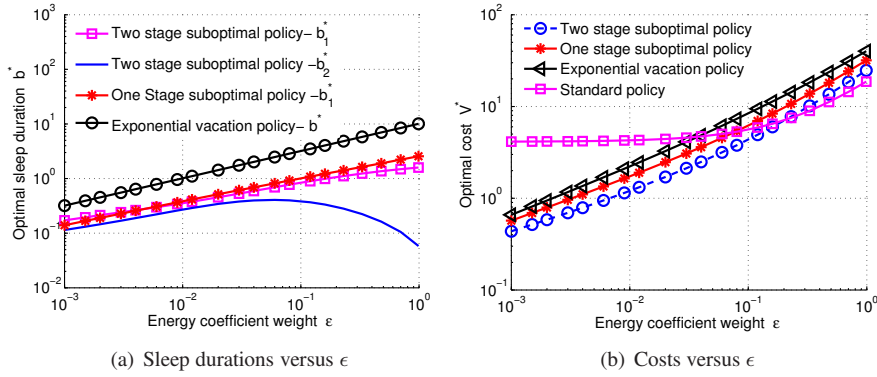 Two stage suboptimal policy– b*1
Two stage suboptimal policy –b*2
One Stage suboptimal policy –b*1
Exponential vacation policy– b*
10^3
10^2
10^1
10^0
10^-1
10^-2
Optimal sleep duration b*
10^-3
10^-2
10^-1
10^0
Energy coefficient weight ε
(a) Sleep durations versus ϵ
Two stage suboptimal policy
One stage suboptimal policy
Exponential vacation policy
Standard policy
10^2
10^1
10^0
10^-1
Optimal cost V*
10^-3
10^-2
10^-1
10^0
Energy coefficient weight ε
(b) Costs versus ϵ